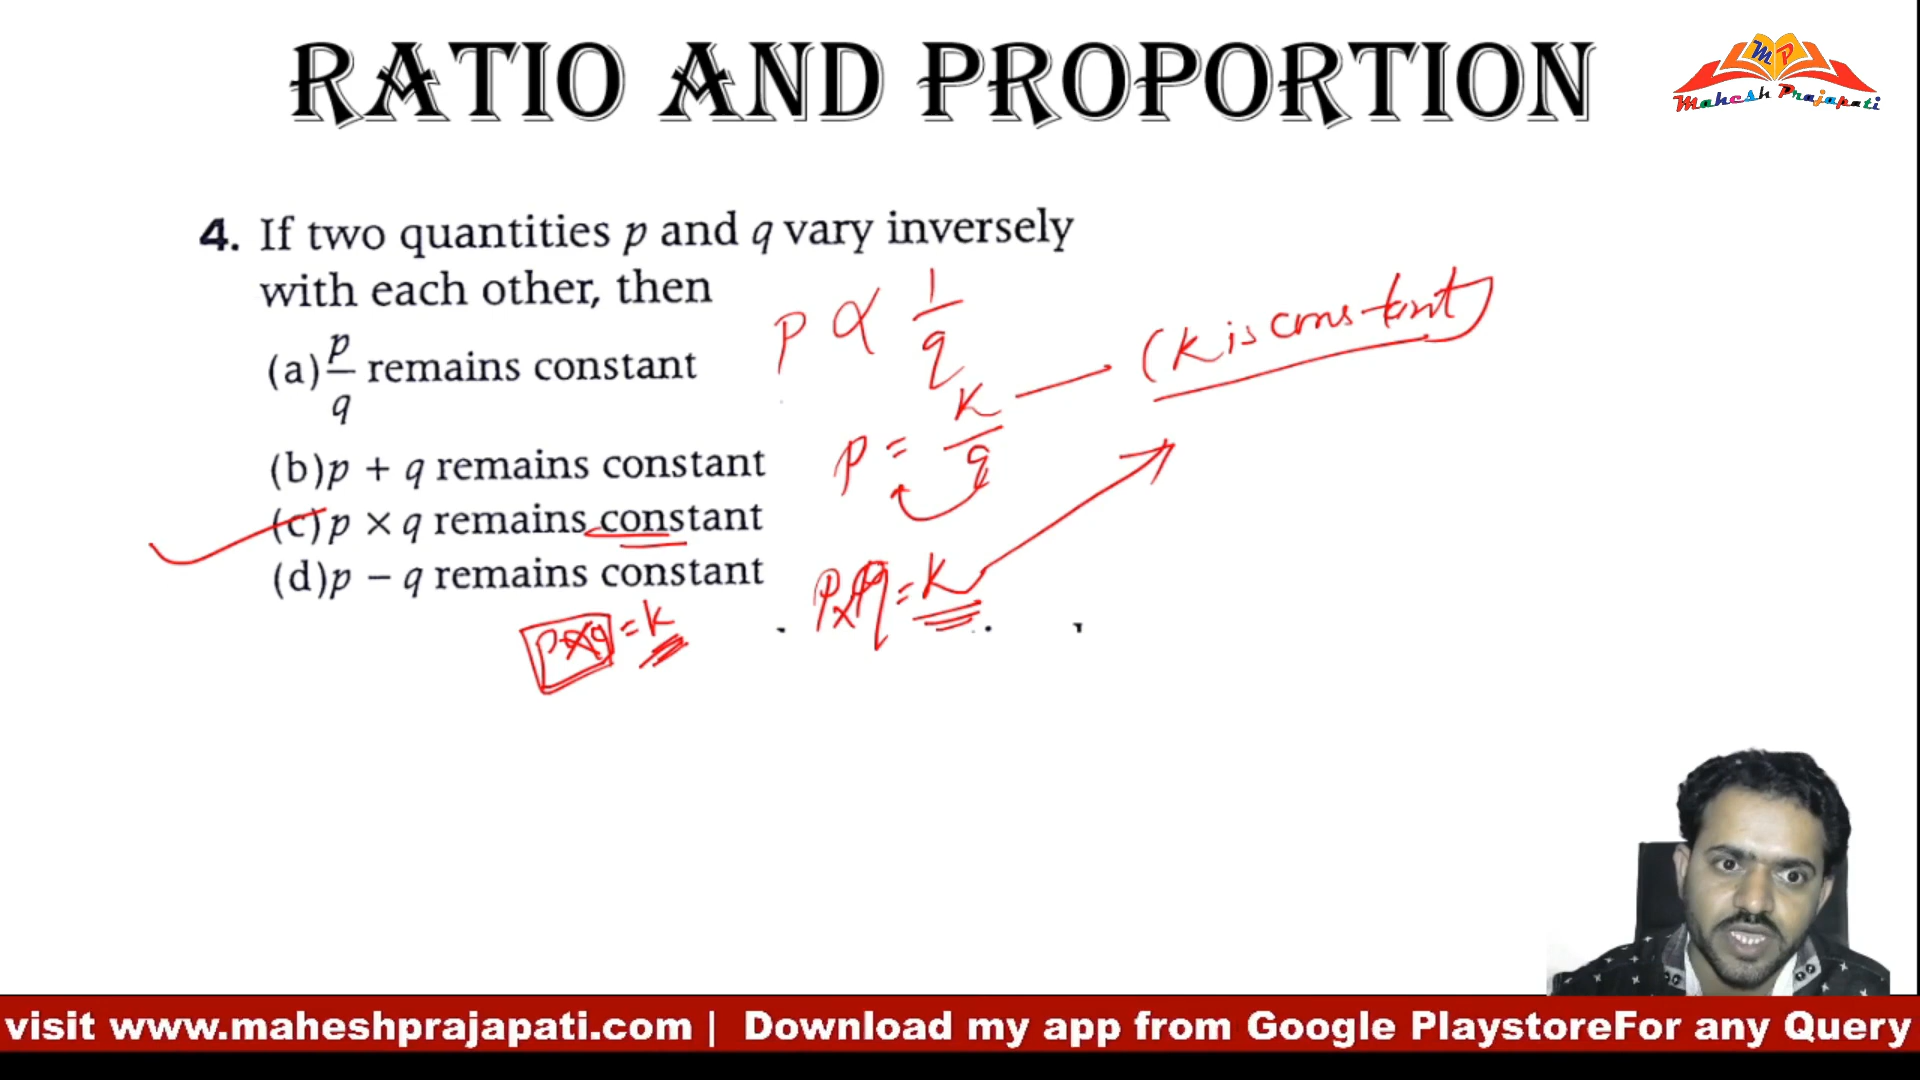 RATIO AND PROPORTION
MP
Mahesh Prajapati
4. If two quantities p and q vary inversely
with each other, then
(a) p/q remains constant
(b) p + q remains constant
(c) p × q remains constant
(d) p − q remains constant
p ∝ 1/q
p = K/q
(K is constant)
p×q = K
p×q = k
visit www.maheshprajapati.com | Download my app from Google PlaystoreFor any Query